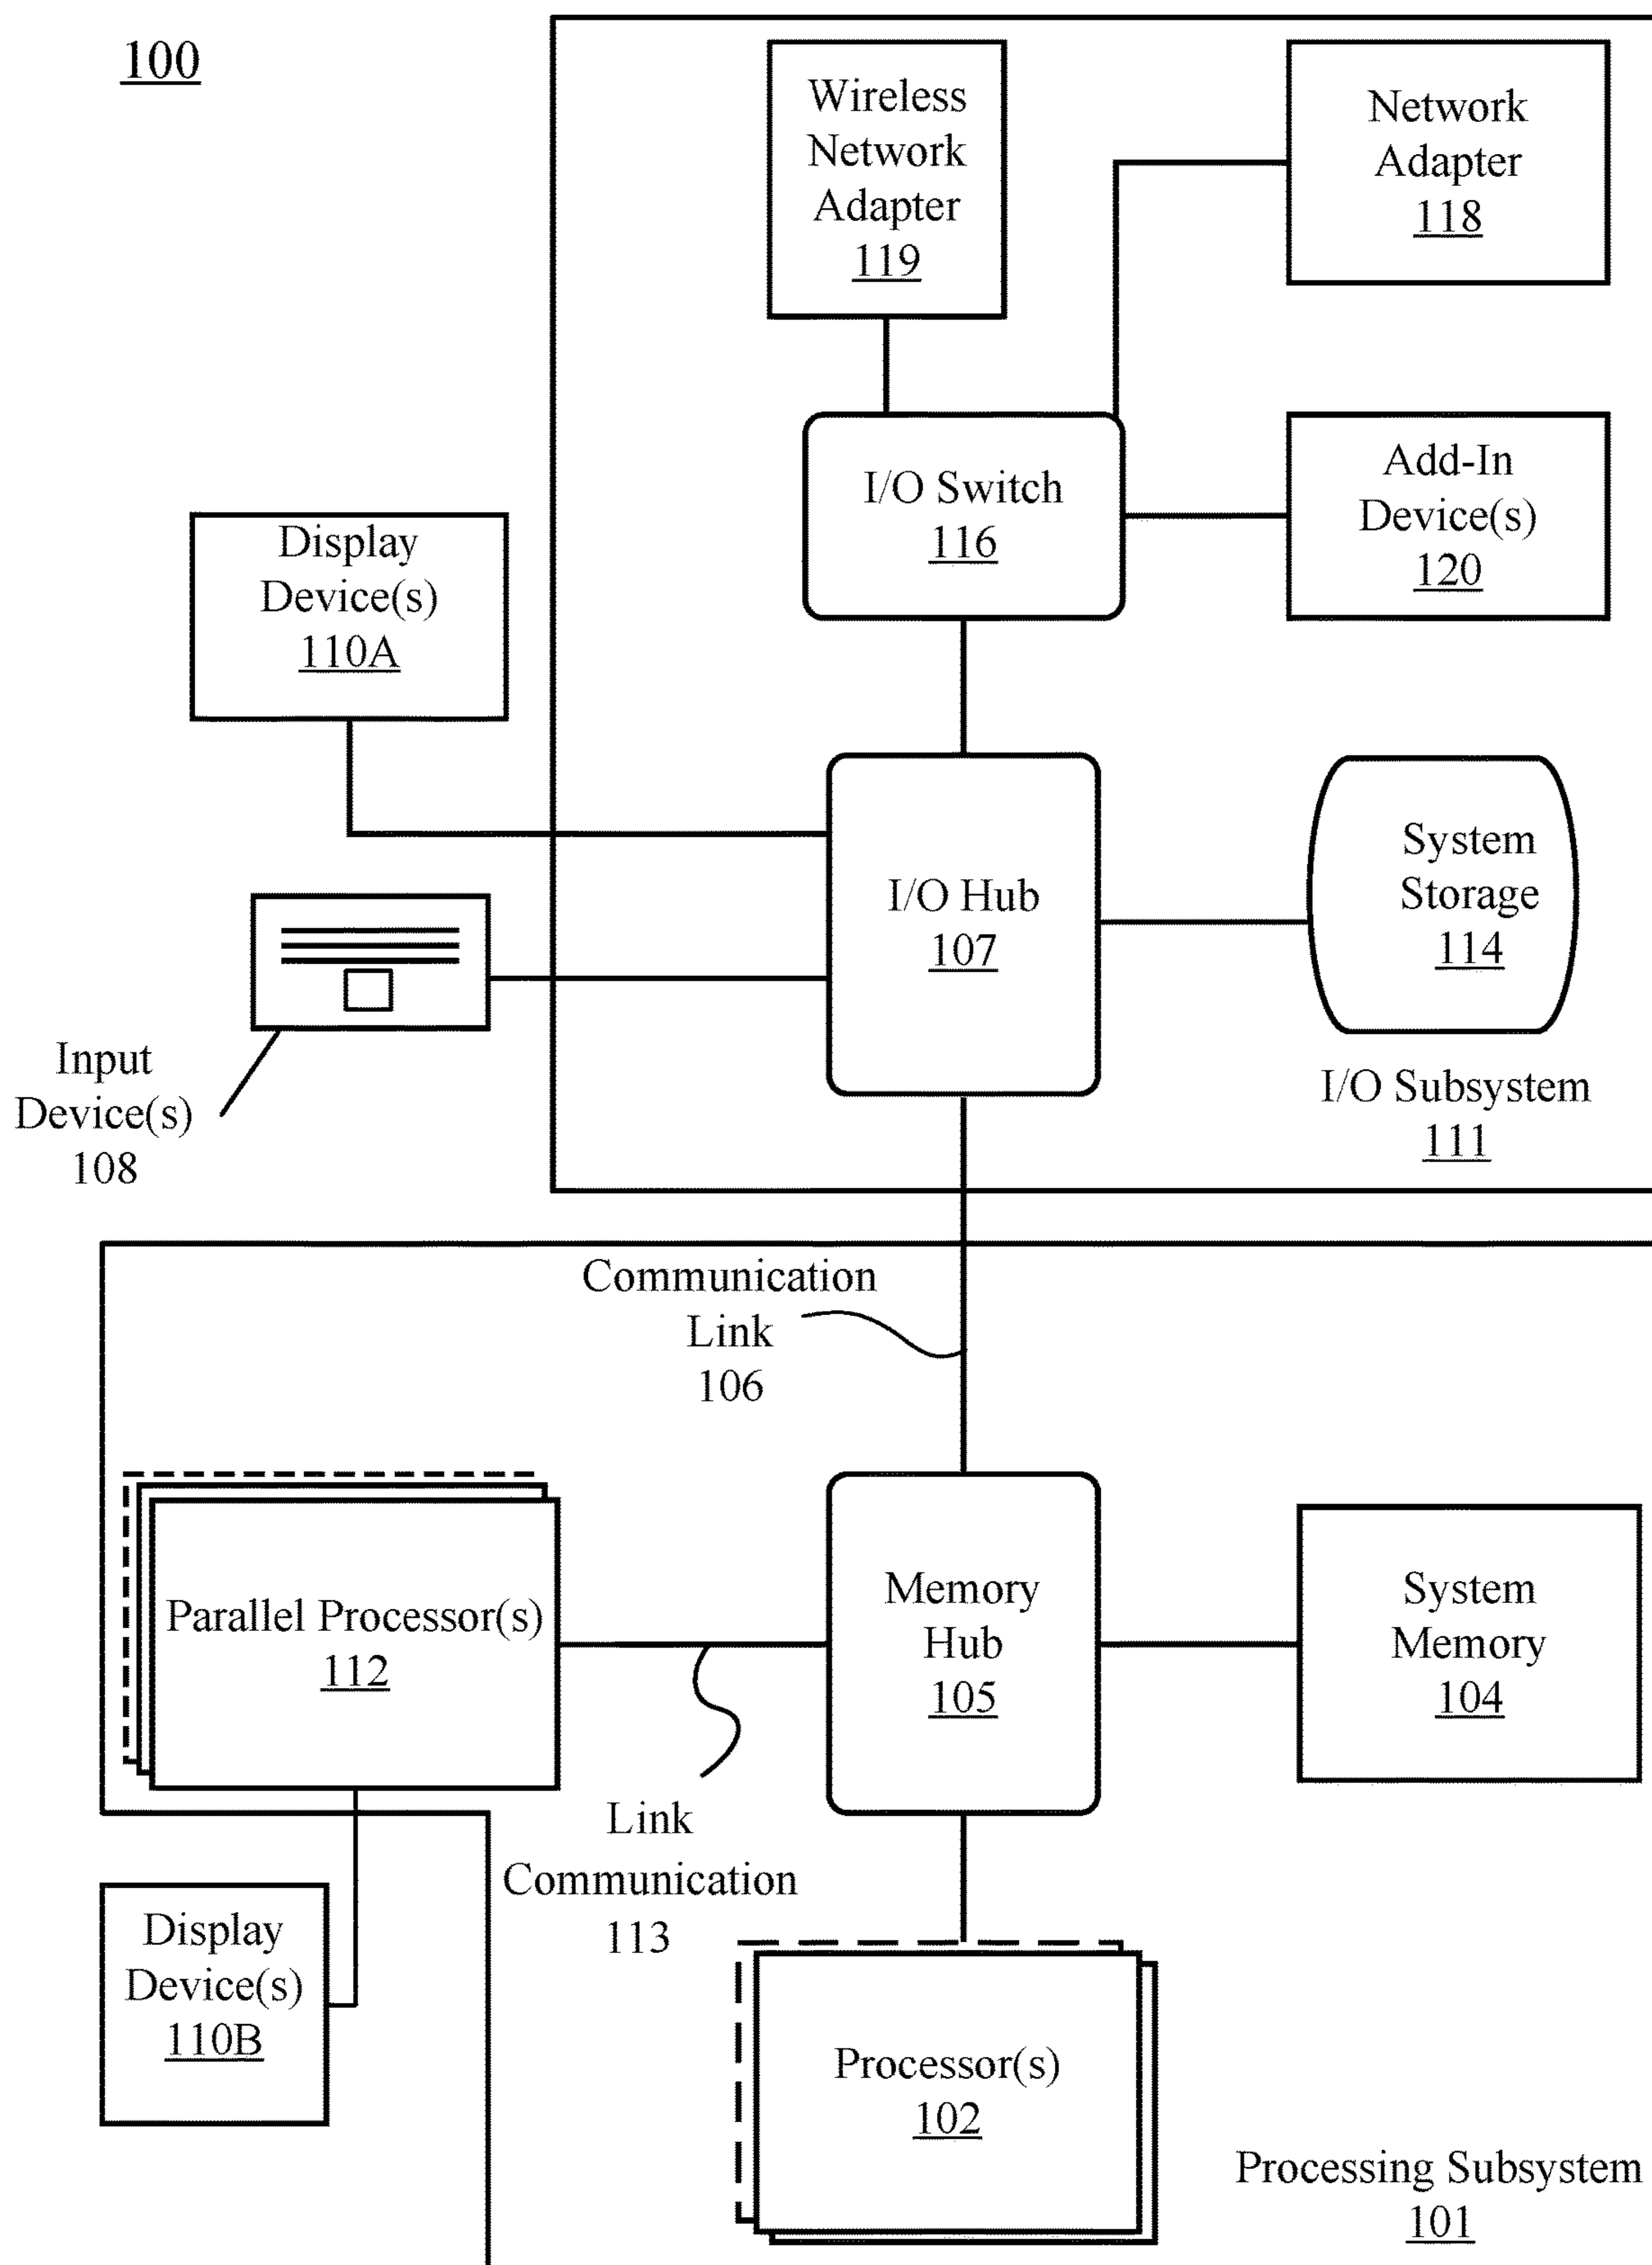 100
Wireless
Network
Adapter
119
Network
Adapter
118
I/O Switch
116
Add-In
Device(s)
120
Display
Device(s)
110A
I/O Hub
107
System
Storage
114
Input
Device(s)
108
I/O Subsystem
111
Communication
Link
106
Parallel Processor(s)
112
Memory
Hub
105
System
Memory
104
Link
Communication
113
Display
Device(s)
110B
Processor(s)
102
Processing Subsystem
101